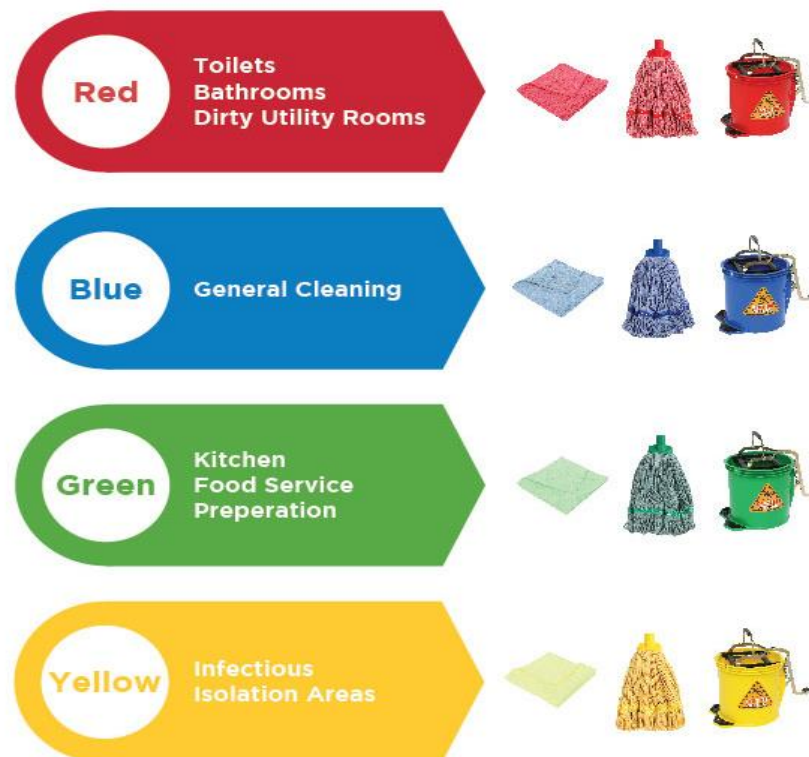 Red
Toilets
Bathrooms
Dirty Utility Rooms
Blue
General Cleaning
Green
Kitchen
Food Service
Preperation
Yellow
Infectious
Isolation Areas